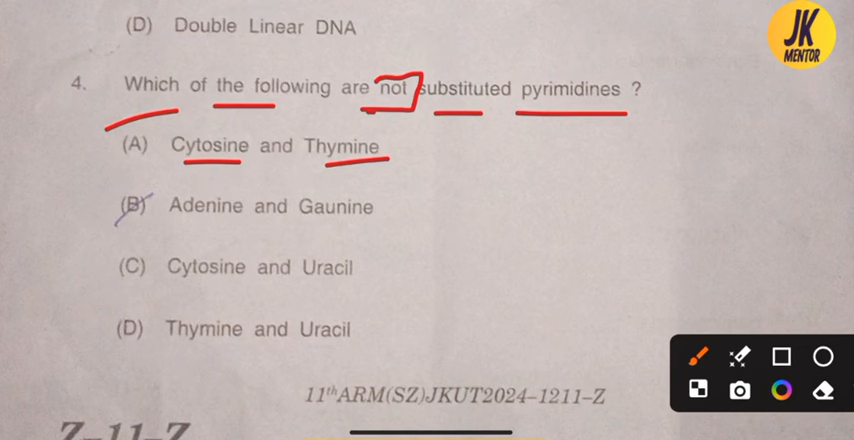 (D) Double Linear DNA
JK
MENTOR
4. Which of the following are not substituted pyrimidines ?
(A) Cytosine and Thymine
(B) Adenine and Gaunine
(C) Cytosine and Uracil
(D) Thymine and Uracil
11thARM(SZ)JKUT2024–1211–Z
Z–11–Z